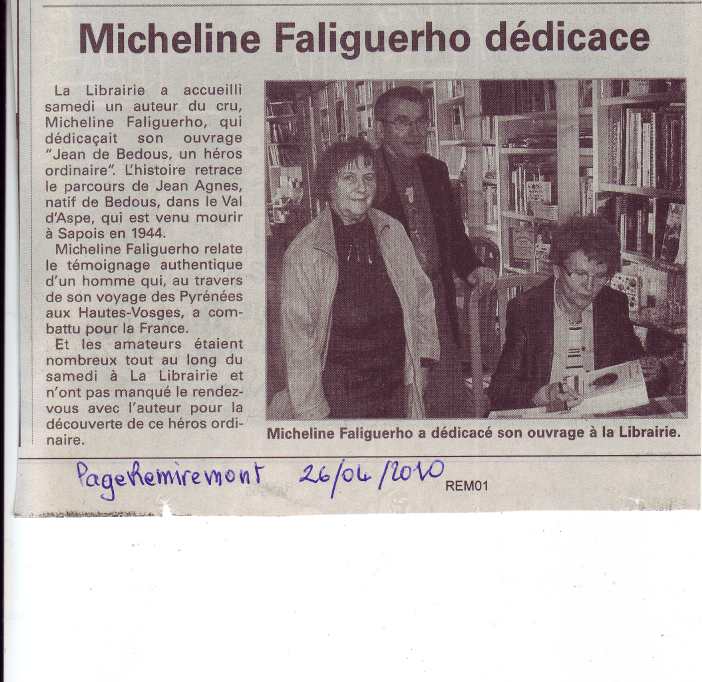 Micheline Faliguerho dédicace
La Librairie a accueilli
samedi un auteur du cru,
Micheline Faliguerho, qui
dédicaçait son ouvrage
"Jean de Bedous, un héros
ordinaire". L'histoire retrace
le parcours de Jean Agnes,
natif de Bedous, dans le Val
d'Aspe, qui est venu mourir
à Sapois en 1944.
Micheline Faliguerho relate
le témoignage authentique
d'un homme qui, au travers
de son voyage des Pyrénées
aux Hautes-Vosges, a com-
battu pour la France.
Et les amateurs étaient
nombreux tout au long du
samedi à La Librairie et
n'ont pas manqué le rendez-
vous avec l'auteur pour la
découverte de ce héros ordi-
naire.
Micheline Faliguerho a dédicacé son ouvrage à la Librairie.
Page Remiremont 26/04/2010
REM01